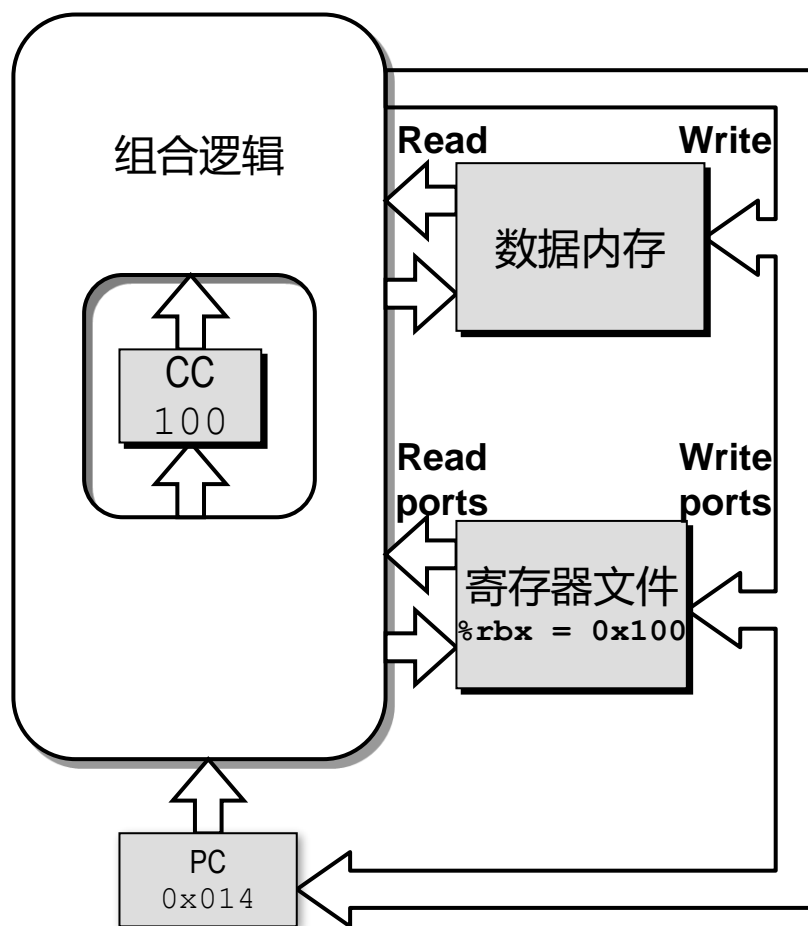 组合逻辑
Read
Write
数据内存
CC
100
Read
ports
Write
ports
寄存器文件
%rbx = 0x100
PC
0x014